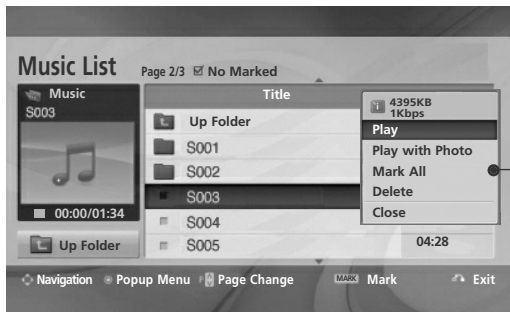 Music List Page 2/3 No Marked
Music
S003
00:00/01:34
Up Folder
Title
Up Folder
S001
S002
S003
S004
S005
04:28
4395KB
1Kbps
Play
Play with Photo
Mark All
Delete
Close
Navigation Popup Menu Page Change MARK Mark Exit